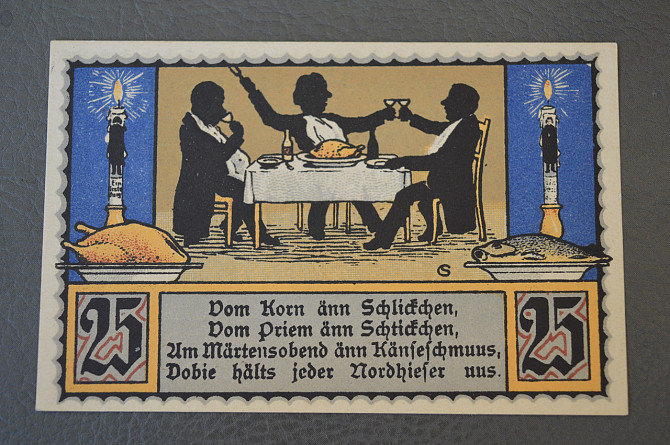 GS
25
Vom Korn änn Schlickchen,
Vom Priem änn Schtickchen,
Um Märtensobend änn Känseschmuus,
Dobie hälts jeder Nordhieser uus.
25